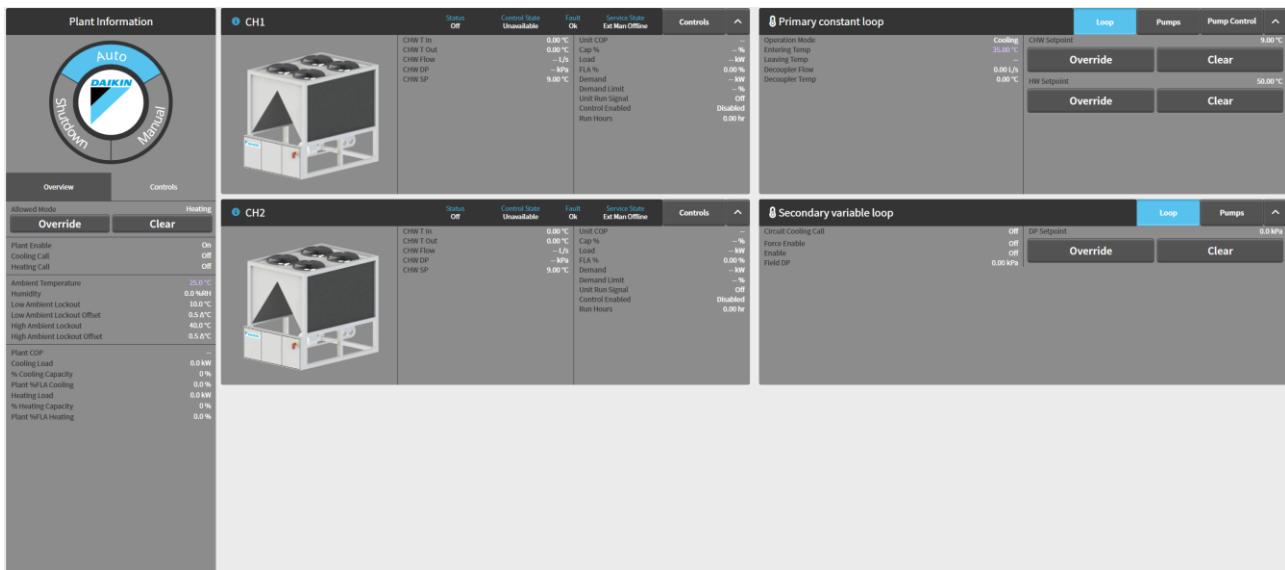 Plant Information
Auto
Shutdown
Manual
DAIKIN
Overview Controls
Allowed Mode Heating
Override Clear
Plant Enable On
Cooling Call Off
Heating Call Off
Ambient Temperature 25.0 °C
Humidity 0.0 %RH
Low Ambient Lockout 10.0 °C
Low Ambient Lockout Offset 0.5 Δ°C
High Ambient Lockout 40.0 °C
High Ambient Lockout Offset 0.5 Δ°C
Plant COP --
Cooling Load 0.0 kW
% Cooling Capacity 0 %
Plant %FLA Cooling 0.0 %
Heating Load 0.0 kW
% Heating Capacity 0 %
Plant %FLA Heating 0.0 %
CH1
Status Off
Control State Unavailable
Fault Ok
Service State Ext Man Offline
Controls
CHW T In 0.00 °C
CHW T Out 0.00 °C
CHW Flow -- L/s
CHW DP -- kPa
CHW SP 9.00 °C
Unit COP --
Cap % -- %
Load -- kW
FLA % 0.00 %
Demand -- kW
Demand Limit -- %
Unit Run Signal Off
Control Enabled Disabled
Run Hours 0.00 hr
CH2
Status Off
Control State Unavailable
Fault Ok
Service State Ext Man Offline
Controls
CHW T In 0.00 °C
CHW T Out 0.00 °C
CHW Flow -- L/s
CHW DP -- kPa
CHW SP 9.00 °C
Unit COP --
Cap % -- %
Load -- kW
FLA % 0.00 %
Demand -- kW
Demand Limit -- %
Unit Run Signal Off
Control Enabled Disabled
Run Hours 0.00 hr
Primary constant loop
Loop Pumps Pump Control
Operation Mode Cooling
Entering Temp 35.00 °C
Leaving Temp --
Decoupler Flow 0.00 L/s
Decoupler Temp 0.00 °C
CHW Setpoint 9.00 °C
Override Clear
HW Setpoint 50.00 °C
Override Clear
Secondary variable loop
Loop Pumps
Circuit Cooling Call Off
Force Enable Off
Enable Off
Field DP 0.00 kPa
DP Setpoint 0.0 kPa
Override Clear